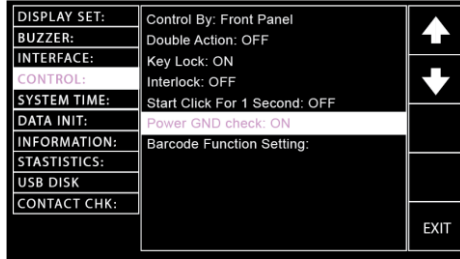 DISPLAY SET:
BUZZER:
INTERFACE:
CONTROL:
SYSTEM TIME:
DATA INIT:
INFORMATION:
STASTISTICS:
USB DISK
CONTACT CHK:
Control By: Front Panel
Double Action: OFF
Key Lock: ON
Interlock: OFF
Start Click For 1 Second: OFF
Power GND check: ON
Barcode Function Setting:
EXIT